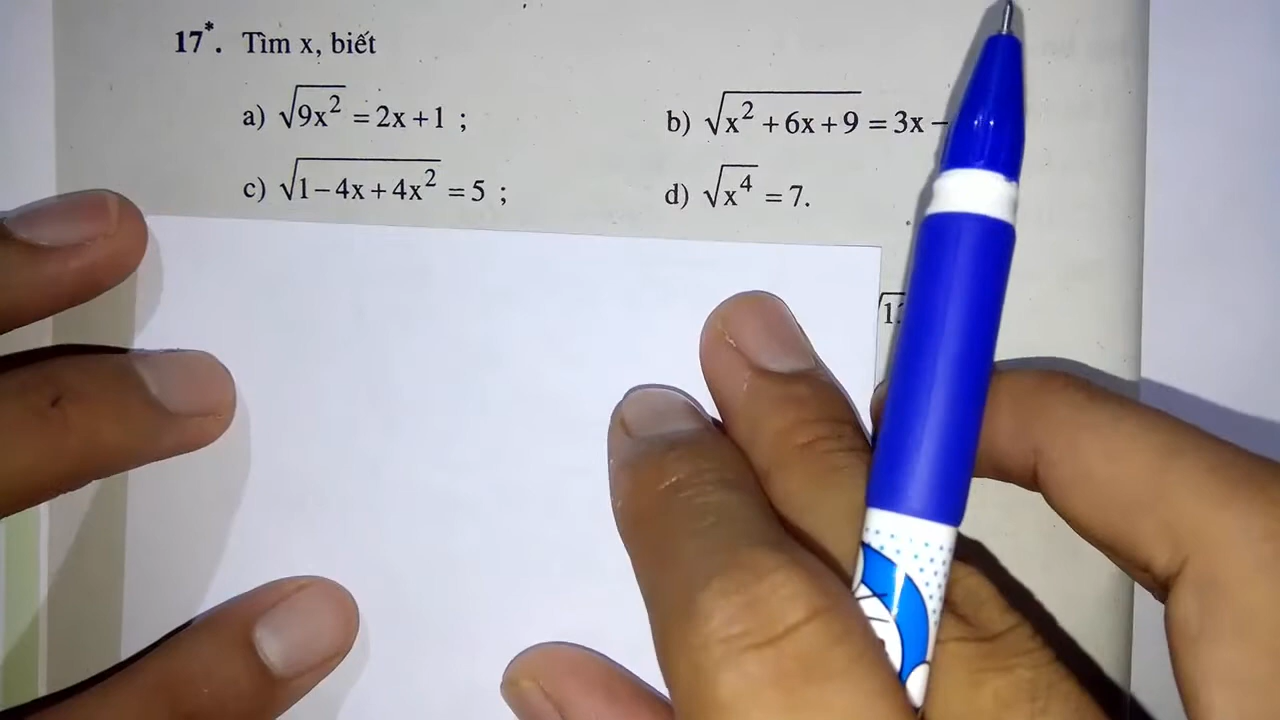 17*. Tìm x, biết
a) √9x² = 2x+1 ; b) √x² + 6x + 9 = 3x –
c) √1 – 4x + 4x² = 5 ; d) √x⁴ = 7.